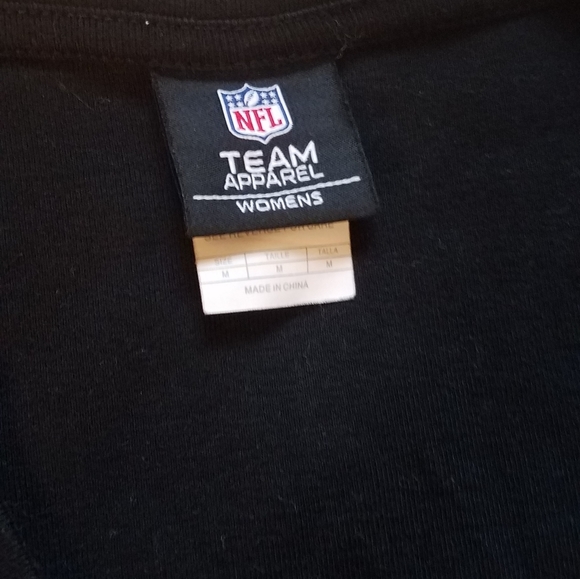 NFL
TEAM
APPAREL
WOMENS
SIZE TAILLE TALLA
M M M
MADE IN CHINA